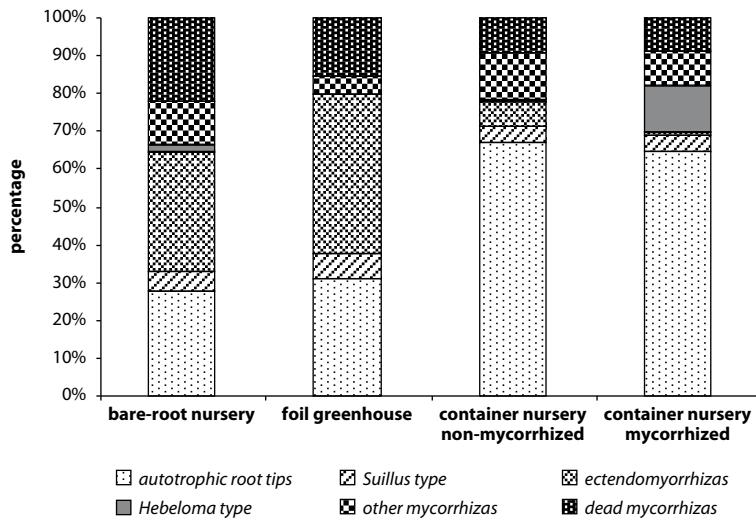 100%
90%
80%
70%
60%
50%
40%
30%
20%
10%
0%
percentage
bare-root nursery
foil greenhouse
container nursery
non-mycorrhized
container nursery
mycorrhized
autotrophic root tips
Suillus type
ectendomyorrhizas
Hebeloma type
other mycorrhizas
dead mycorrhizas